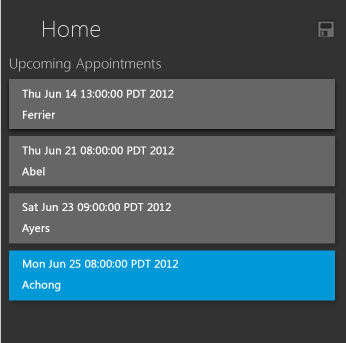 Home
Upcoming Appointments
Thu Jun 14 13:00:00 PDT 2012
Ferrier
Thu Jun 21 08:00:00 PDT 2012
Abel
Sat Jun 23 09:00:00 PDT 2012
Ayers
Mon Jun 25 08:00:00 PDT 2012
Achong